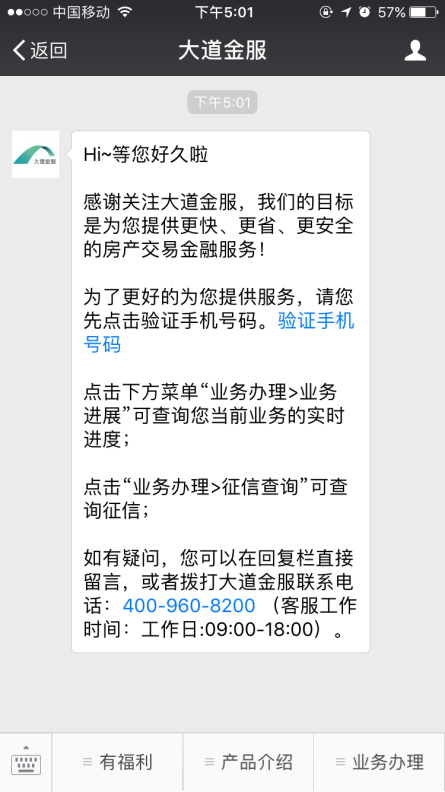 中国移动 下午5:01 57%
返回 大道金服
下午5:01
大道金服
Hi~等您好久啦
感谢关注大道金服，我们的目标
是为您提供更快、更省、更安全
的房产交易金融服务！
为了更好的为您提供服务，请您
先点击验证手机号码。验证手机
号码
点击下方菜单“业务办理>业务
进展”可查询您当前业务的实时
进度；
点击“业务办理>征信查询”可查
询征信；
如有疑问，您可以在回复栏直接
留言，或者拨打大道金服联系电
话：400-960-8200 （客服工作
时间：工作日:09:00-18:00）。
有福利 产品介绍 业务办理